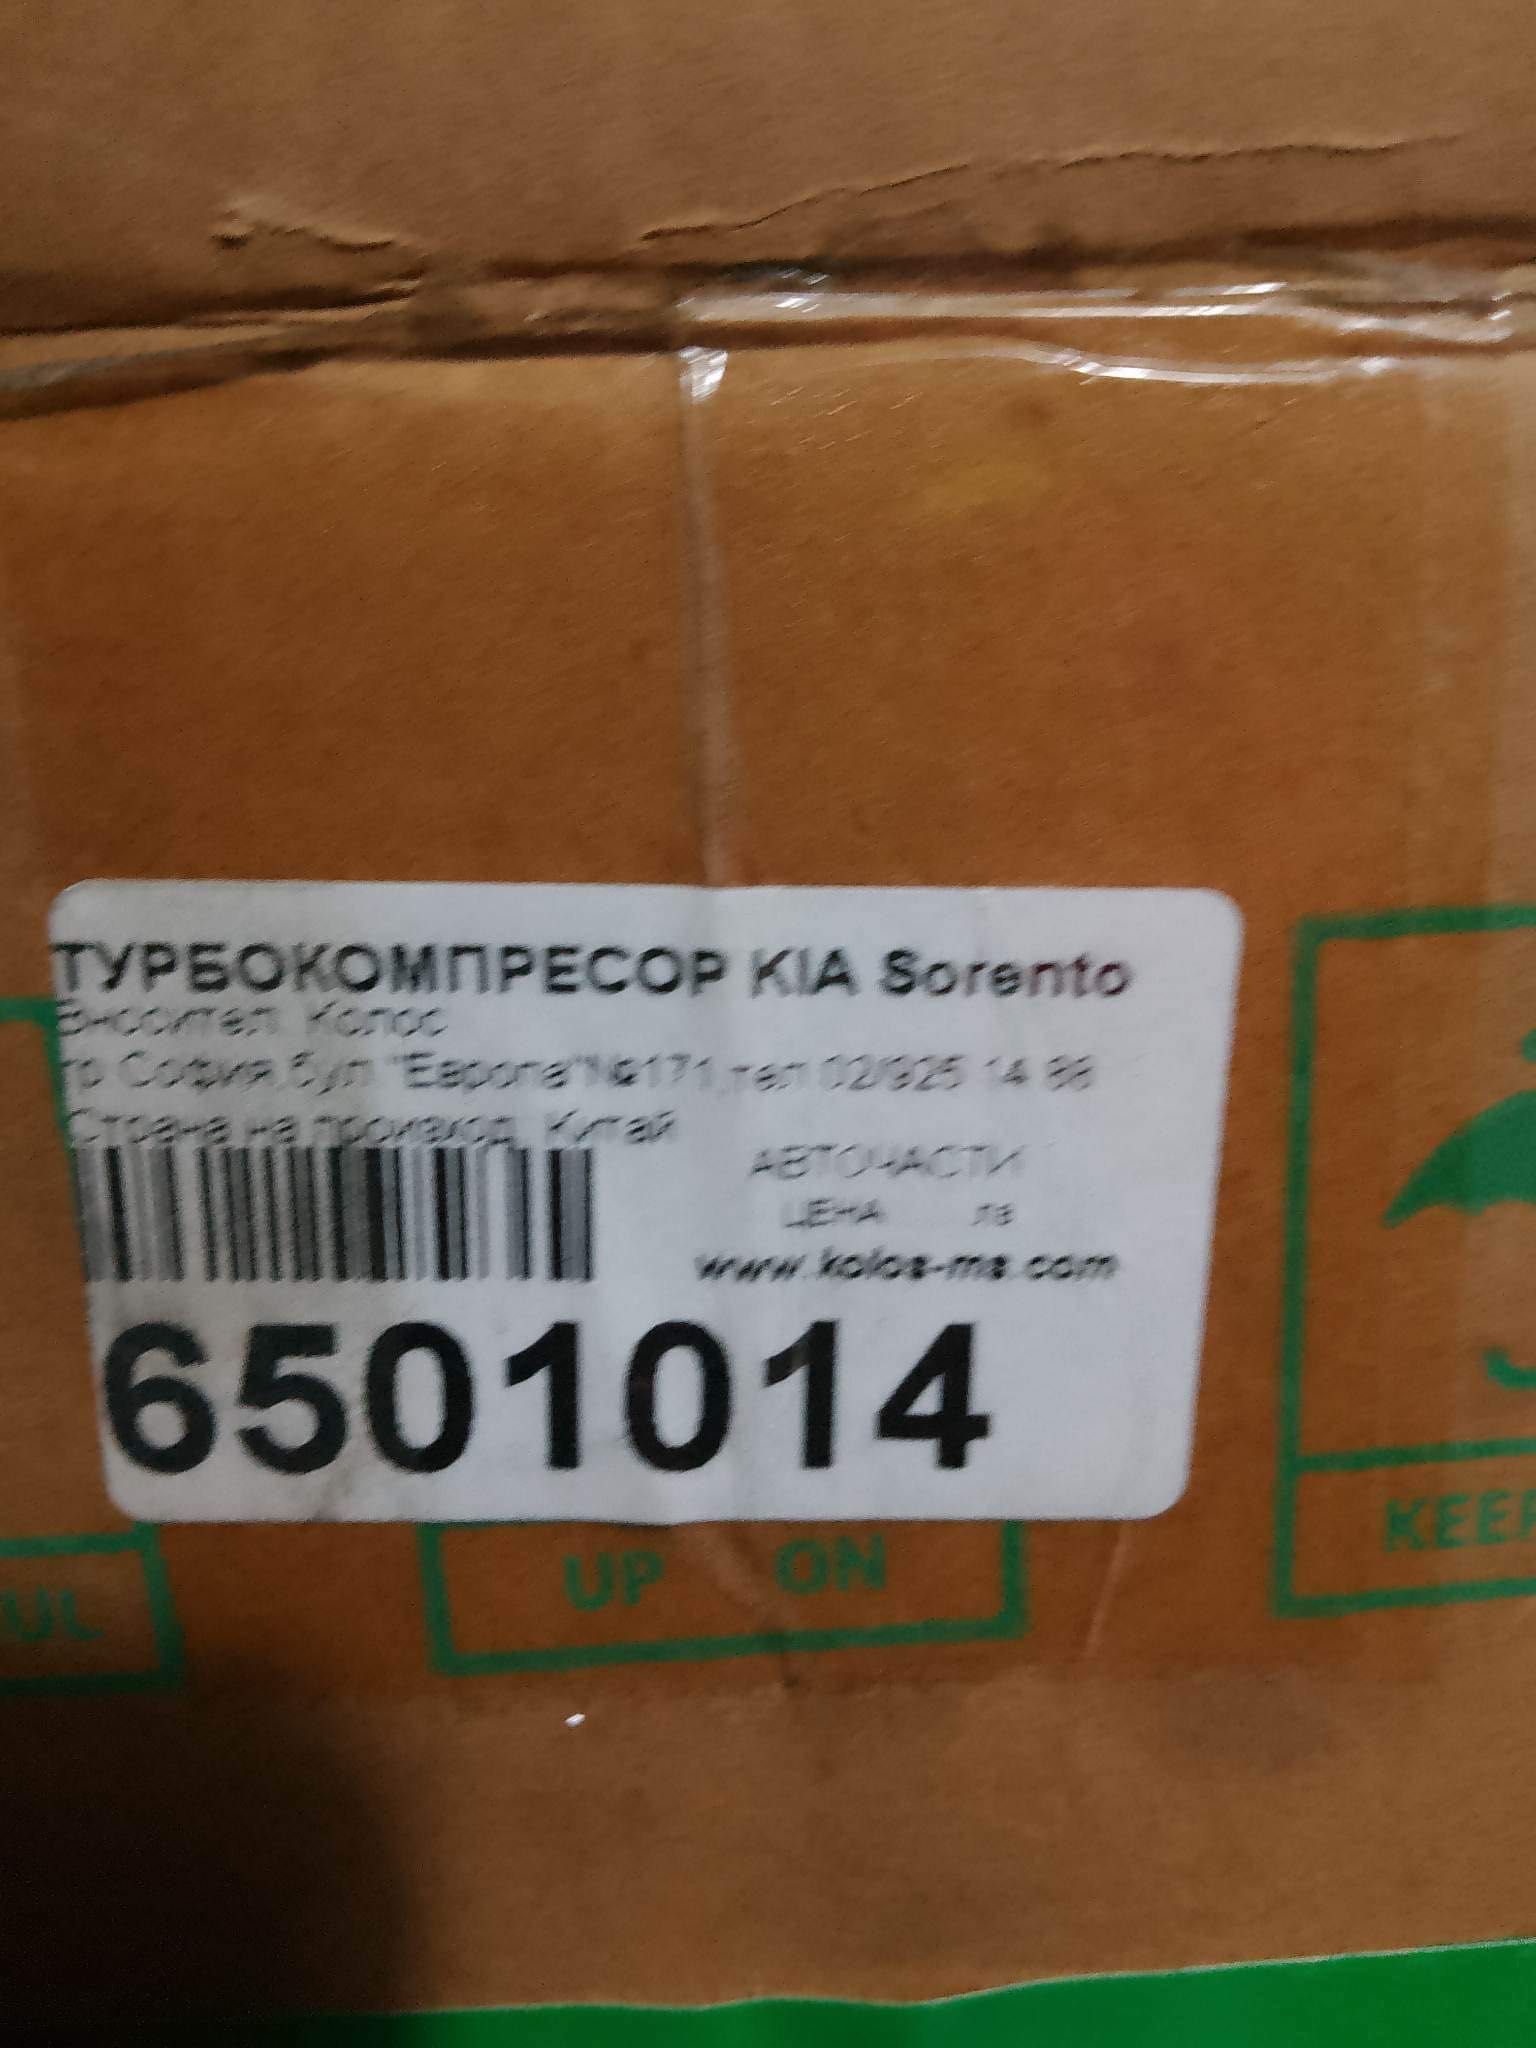 ТУРБОКОМПРЕСОР KIA Sorento
Вносител: Колос
гр.София,бул."Европа"№171,тел.02/925 14 88
Страна на произход: Китай
АВТОЧАСТИ
ЦЕНА лв
www.kolos-ms.com
6501014
UL
UP ON
KEEP